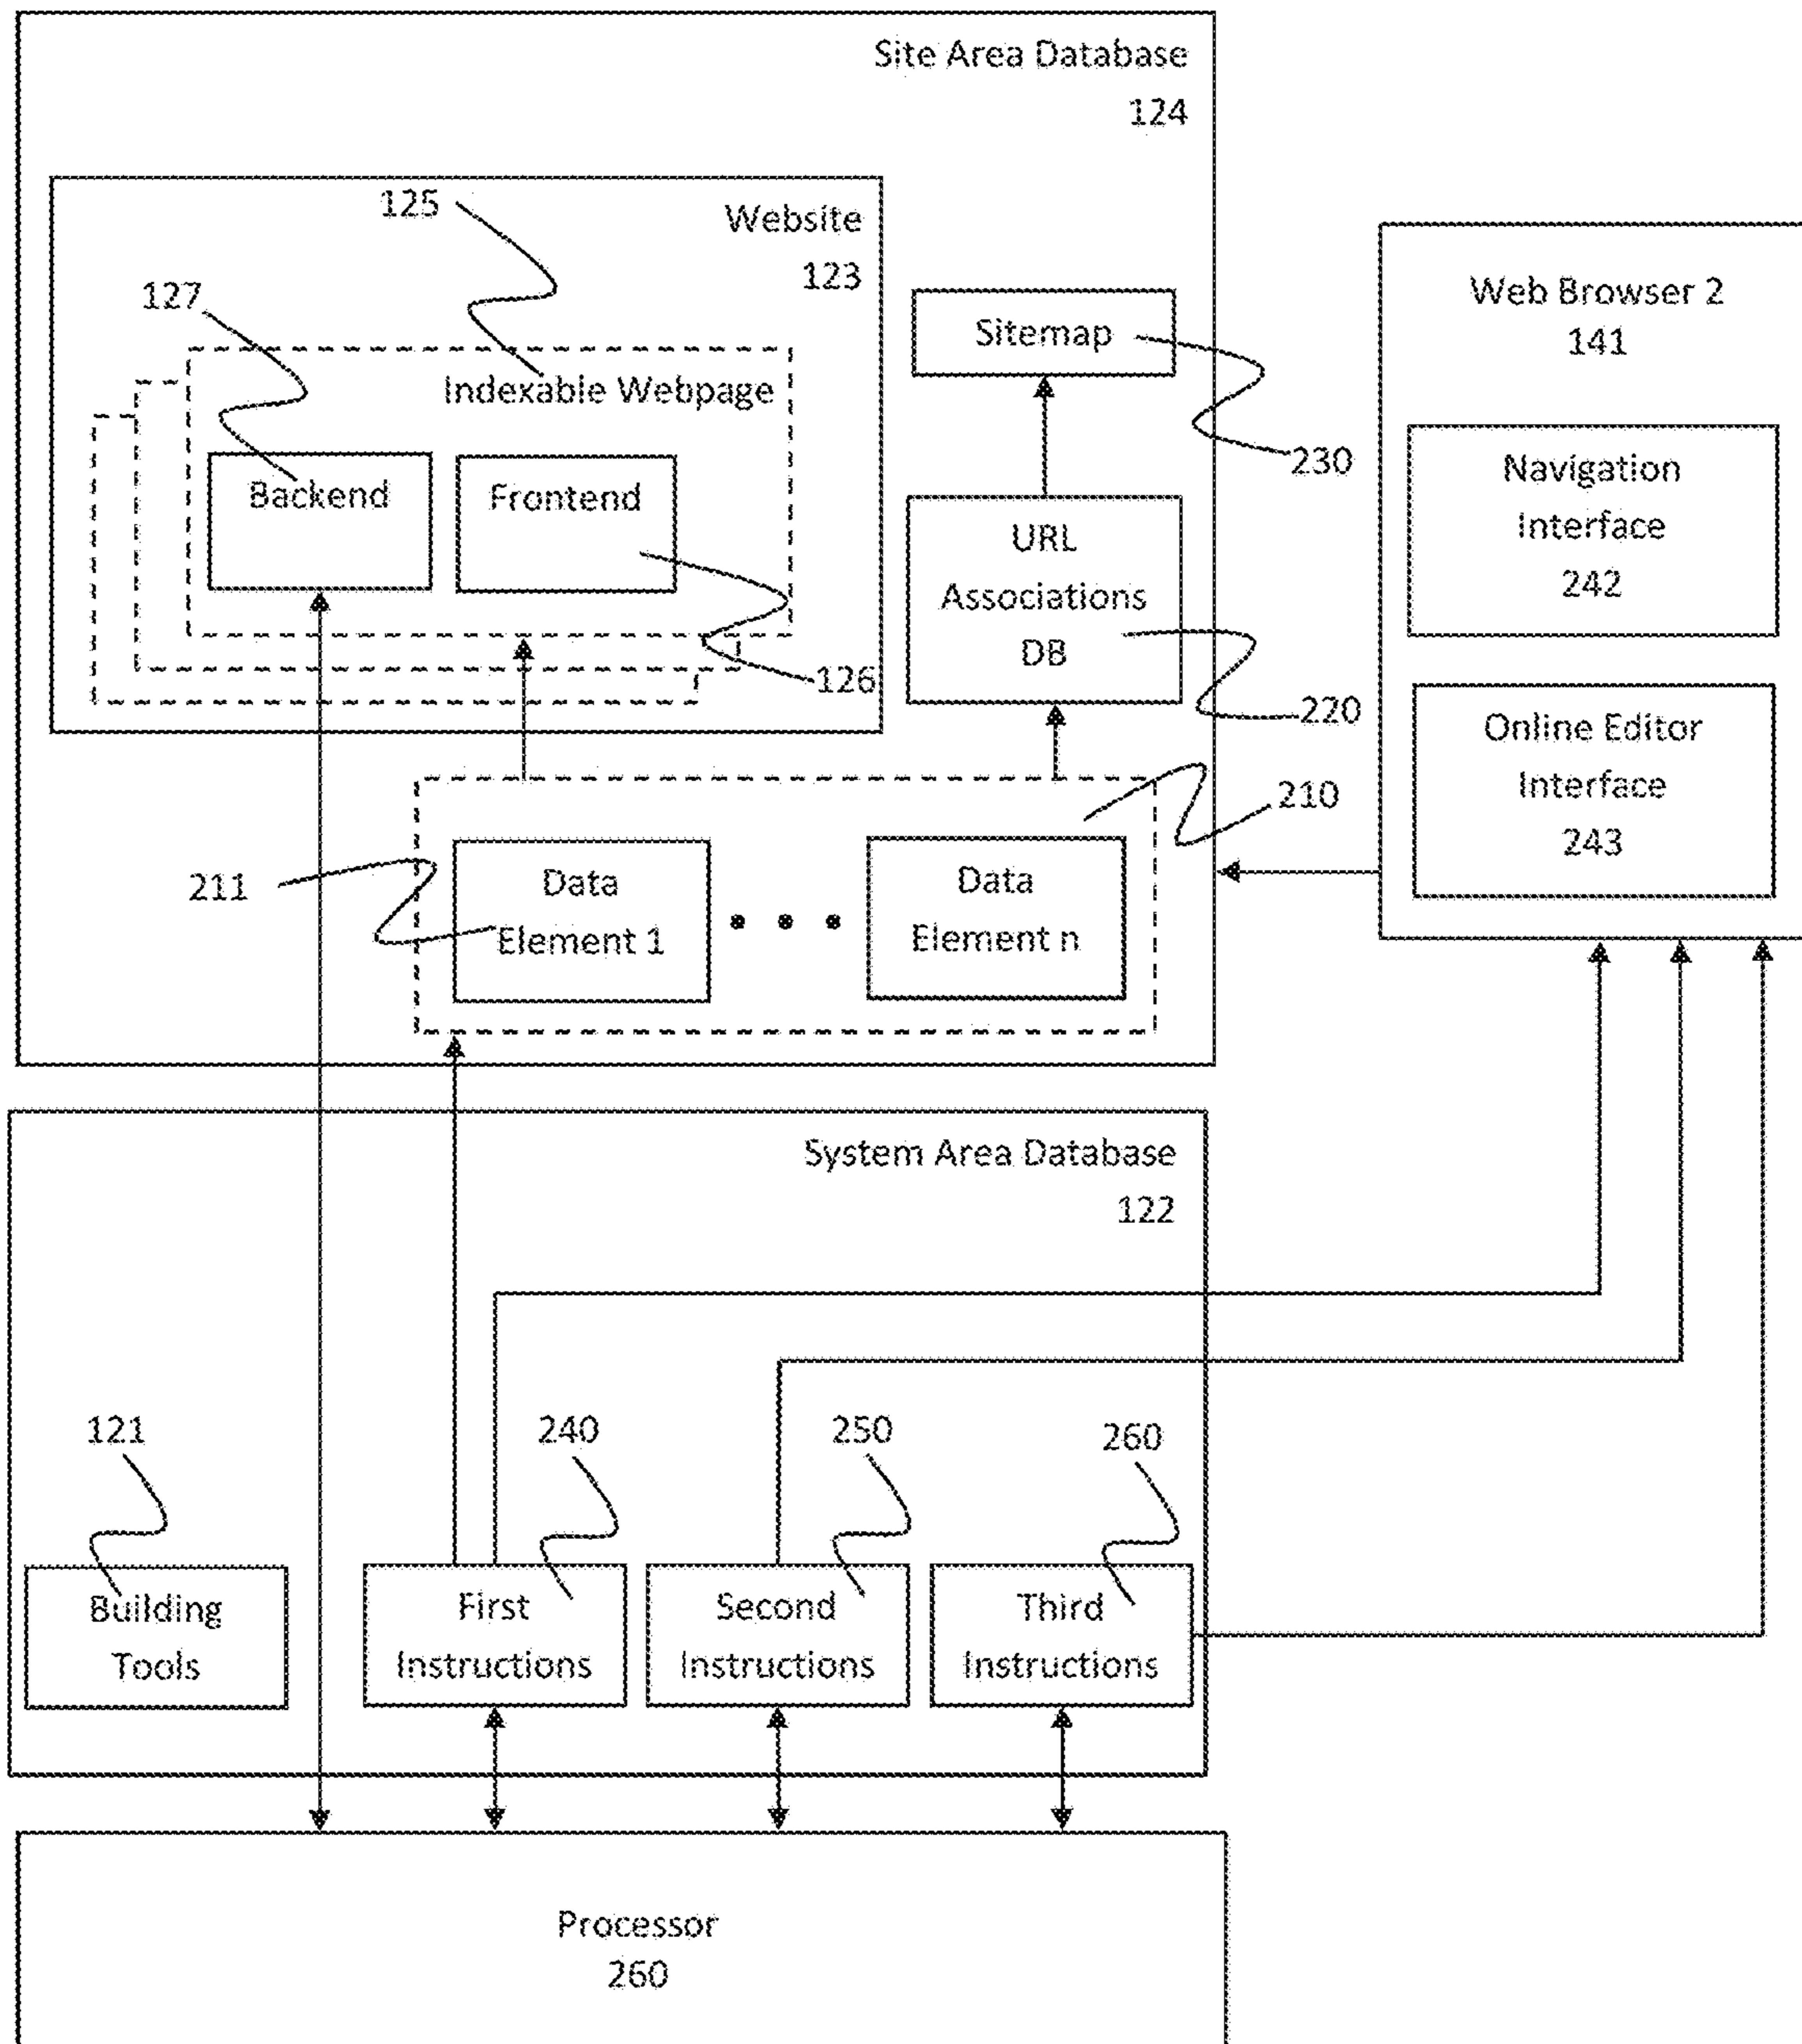 Site Area Database
124
Website
123
125
127
Indexable Webpage
Backend
Frontend
126
Sitemap
230
URL
Associations
DB
220
Web Browser 2
141
Navigation
Interface
242
Online Editor
Interface
243
210
211
Data
Element 1
Data
Element n
System Area Database
122
121
240
250
260
Building
Tools
First
Instructions
Second
Instructions
Third
Instructions
Processor
260